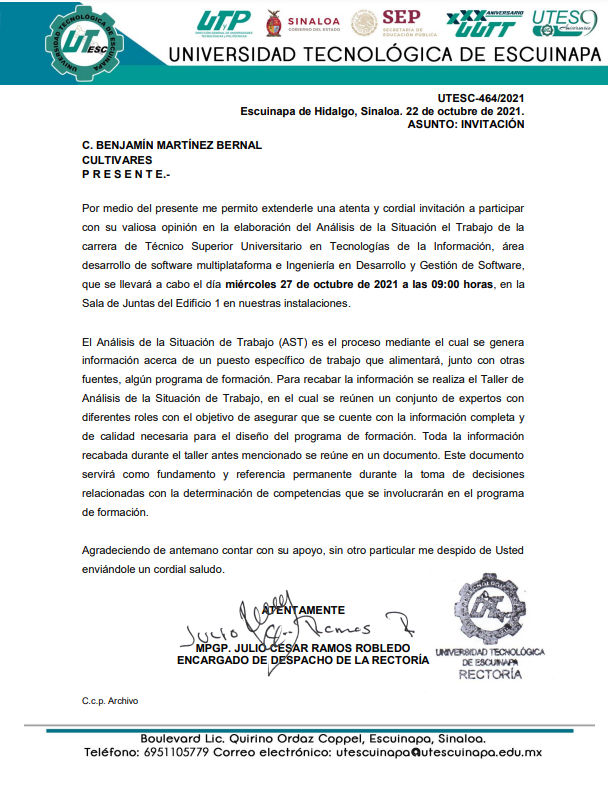 UNIVERSIDAD TECNOLÓGICA DE ESCUINAPA
UTESC
UTP
SINALOA
GOBIERNO DEL ESTADO
SEP
SECRETARÍA DE EDUCACIÓN PÚBLICA
XXX ANIVERSARIO
UUTT
UTESC
UNIVERSIDAD TECNOLÓGICA DE ESCUINAPA
UTESC-464/2021
Escuinapa de Hidalgo, Sinaloa. 22 de octubre de 2021.
ASUNTO: INVITACIÓN
C. BENJAMÍN MARTÍNEZ BERNAL
CULTIVARES
P R E S E N T E.-
Por medio del presente me permito extenderle una atenta y cordial invitación a participar
con su valiosa opinión en la elaboración del Análisis de la Situación el Trabajo de la
carrera de Técnico Superior Universitario en Tecnologías de la Información, área
desarrollo de software multiplataforma e Ingeniería en Desarrollo y Gestión de Software,
que se llevará a cabo el día miércoles 27 de octubre de 2021 a las 09:00 horas, en la
Sala de Juntas del Edificio 1 en nuestras instalaciones.
El Análisis de la Situación de Trabajo (AST) es el proceso mediante el cual se genera
información acerca de un puesto específico de trabajo que alimentará, junto con otras
fuentes, algún programa de formación. Para recabar la información se realiza el Taller de
Análisis de la Situación de Trabajo, en el cual se reúnen un conjunto de expertos con
diferentes roles con el objetivo de asegurar que se cuente con la información completa y
de calidad necesaria para el diseño del programa de formación. Toda la información
recabada durante el taller antes mencionado se reúne en un documento. Este documento
servirá como fundamento y referencia permanente durante la toma de decisiones
relacionadas con la determinación de competencias que se involucrarán en el programa
de formación.
Agradeciendo de antemano contar con su apoyo, sin otro particular me despido de Usted
enviándole un cordial saludo.
ATENTAMENTE
Julio C. Ramos R
MPGP. JULIO CÉSAR RAMOS ROBLEDO
ENCARGADO DE DESPACHO DE LA RECTORÍA
UNIVERSIDAD TECNOLÓGICA
DE ESCUINAPA
RECTORÍA
C.c.p. Archivo
Boulevard Lic. Quirino Ordaz Coppel, Escuinapa, Sinaloa.
Teléfono: 6951105779 Correo electrónico: utescuinapa@utescuinapa.edu.mx